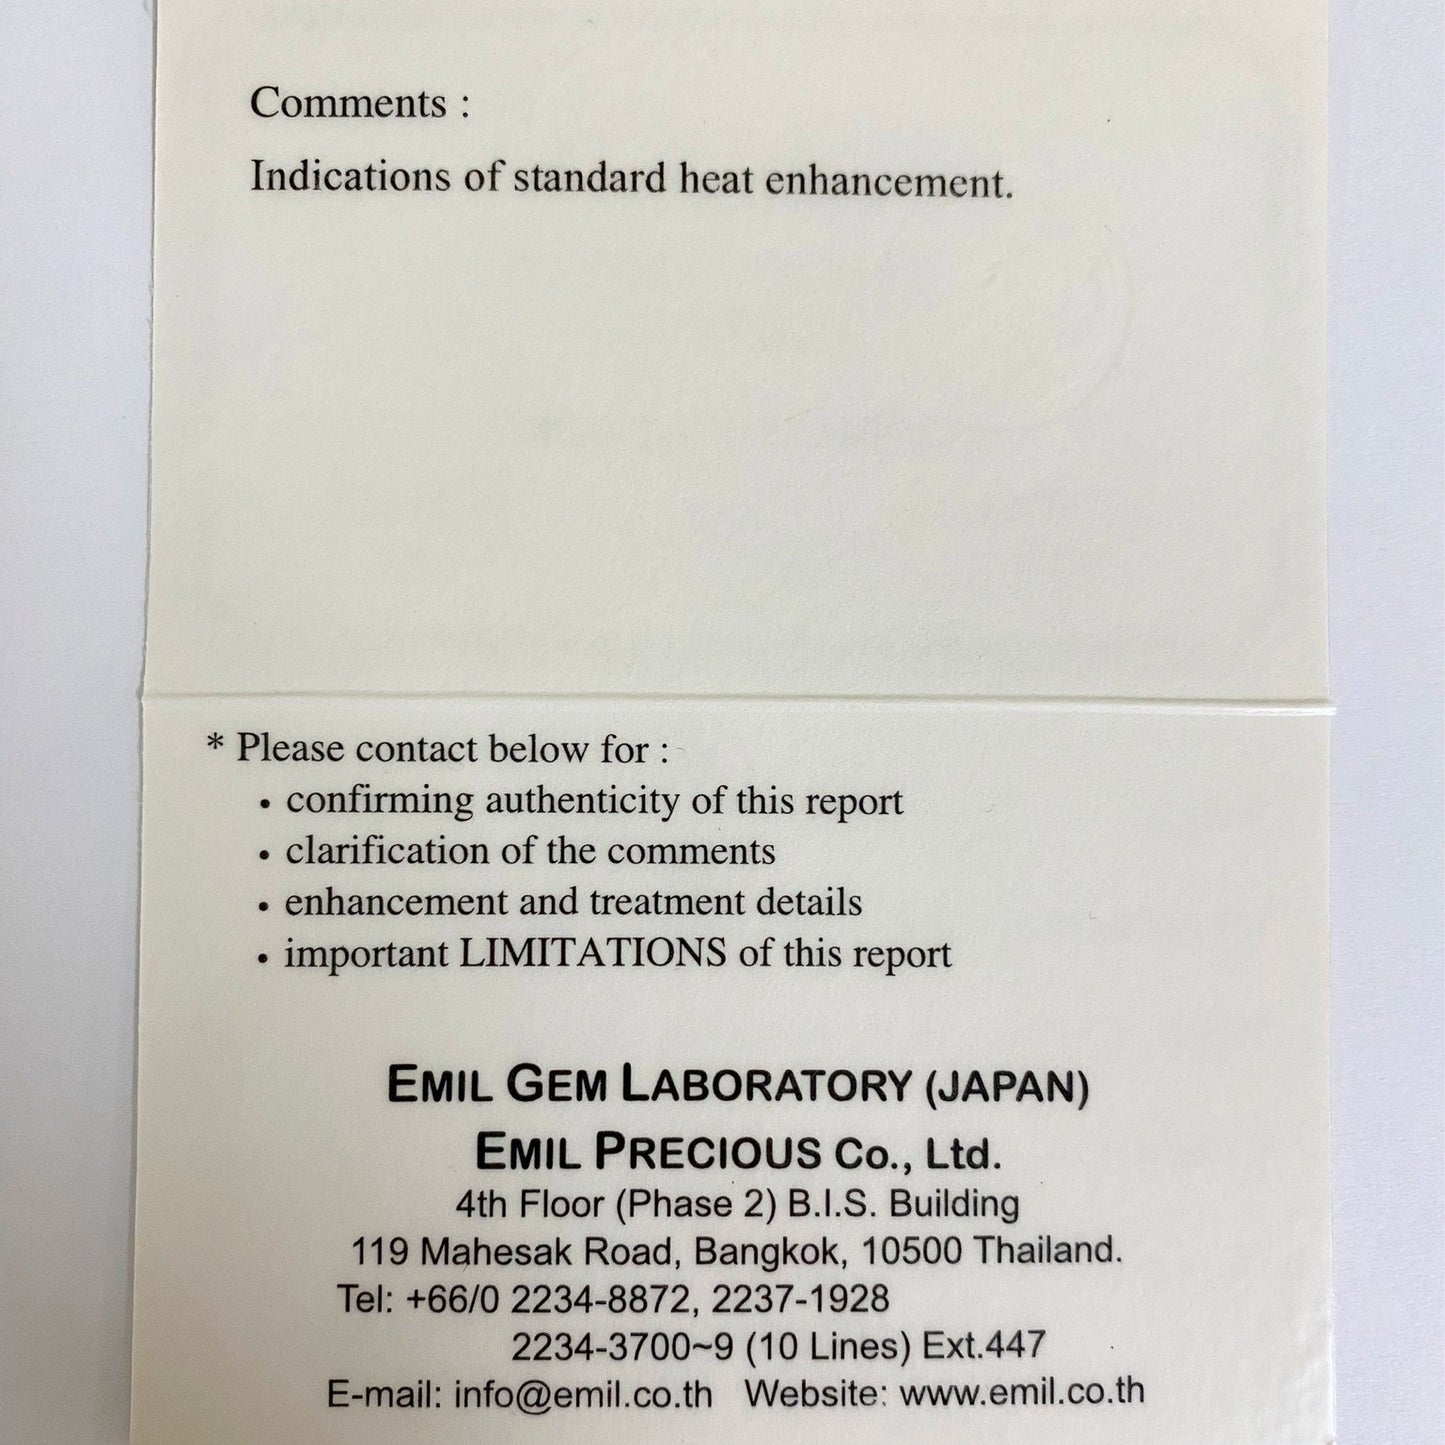 Comments :
Indications of standard heat enhancement.
* Please contact below for :
• confirming authenticity of this report
• clarification of the comments
• enhancement and treatment details
• important LIMITATIONS of this report
EMIL GEM LABORATORY (JAPAN)
EMIL PRECIOUS Co., Ltd.
4th Floor (Phase 2) B.I.S. Building
119 Mahesak Road, Bangkok, 10500 Thailand.
Tel: +66/0 2234-8872, 2237-1928
2234-3700~9 (10 Lines) Ext.447
E-mail: info@emil.co.th Website: www.emil.co.th